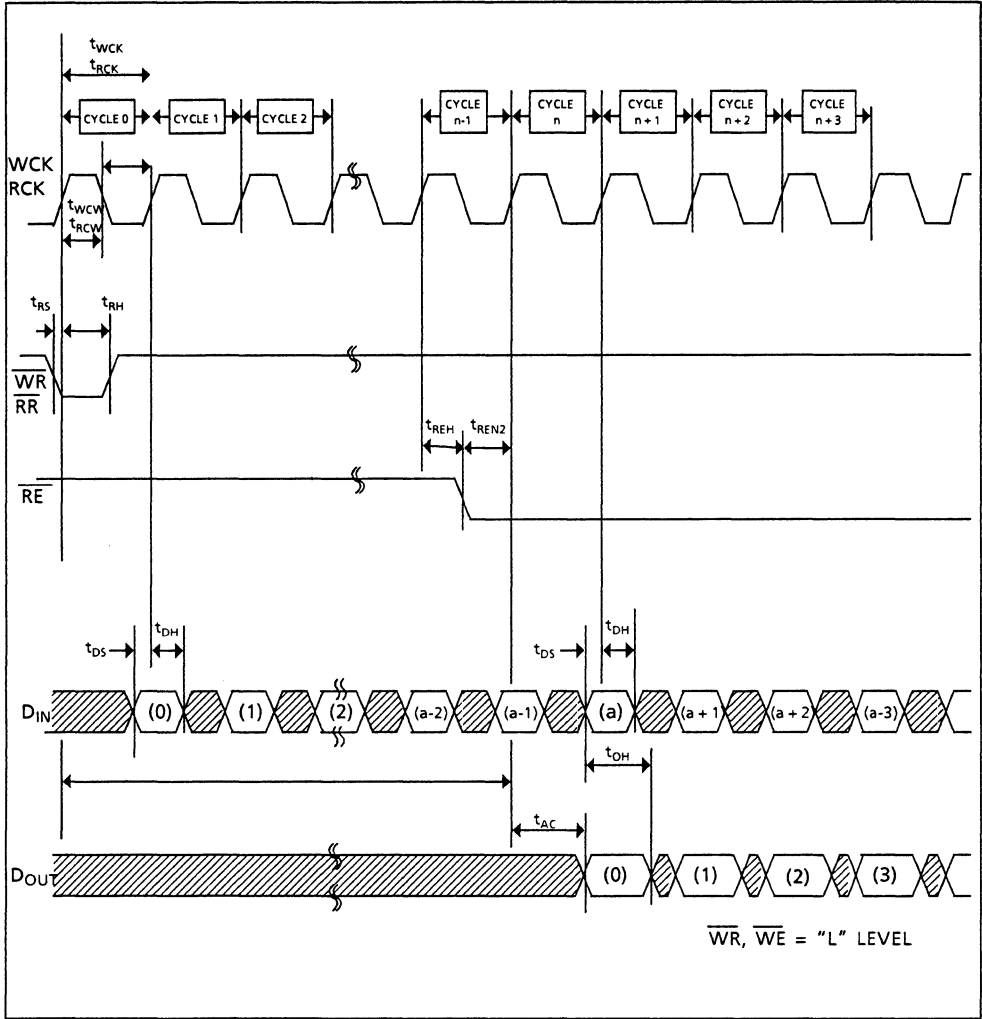 tWCK
tRCK
CYCLE 0
CYCLE 1
CYCLE 2
CYCLE
n-1
CYCLE
n
CYCLE
n + 1
CYCLE
n + 2
CYCLE
n + 3
WCK
RCK
tWCW
tRCW
tRS
tRH
WR
RR
tREH
tREN2
RE
tDS
tDH
tDS
tDH
DIN
(0)
(1)
(2)
(a-2)
(a-1)
(a)
(a + 1)
(a + 2)
(a-3)
tOH
tAC
DOUT
(0)
(1)
(2)
(3)
WR, WE = "L" LEVEL